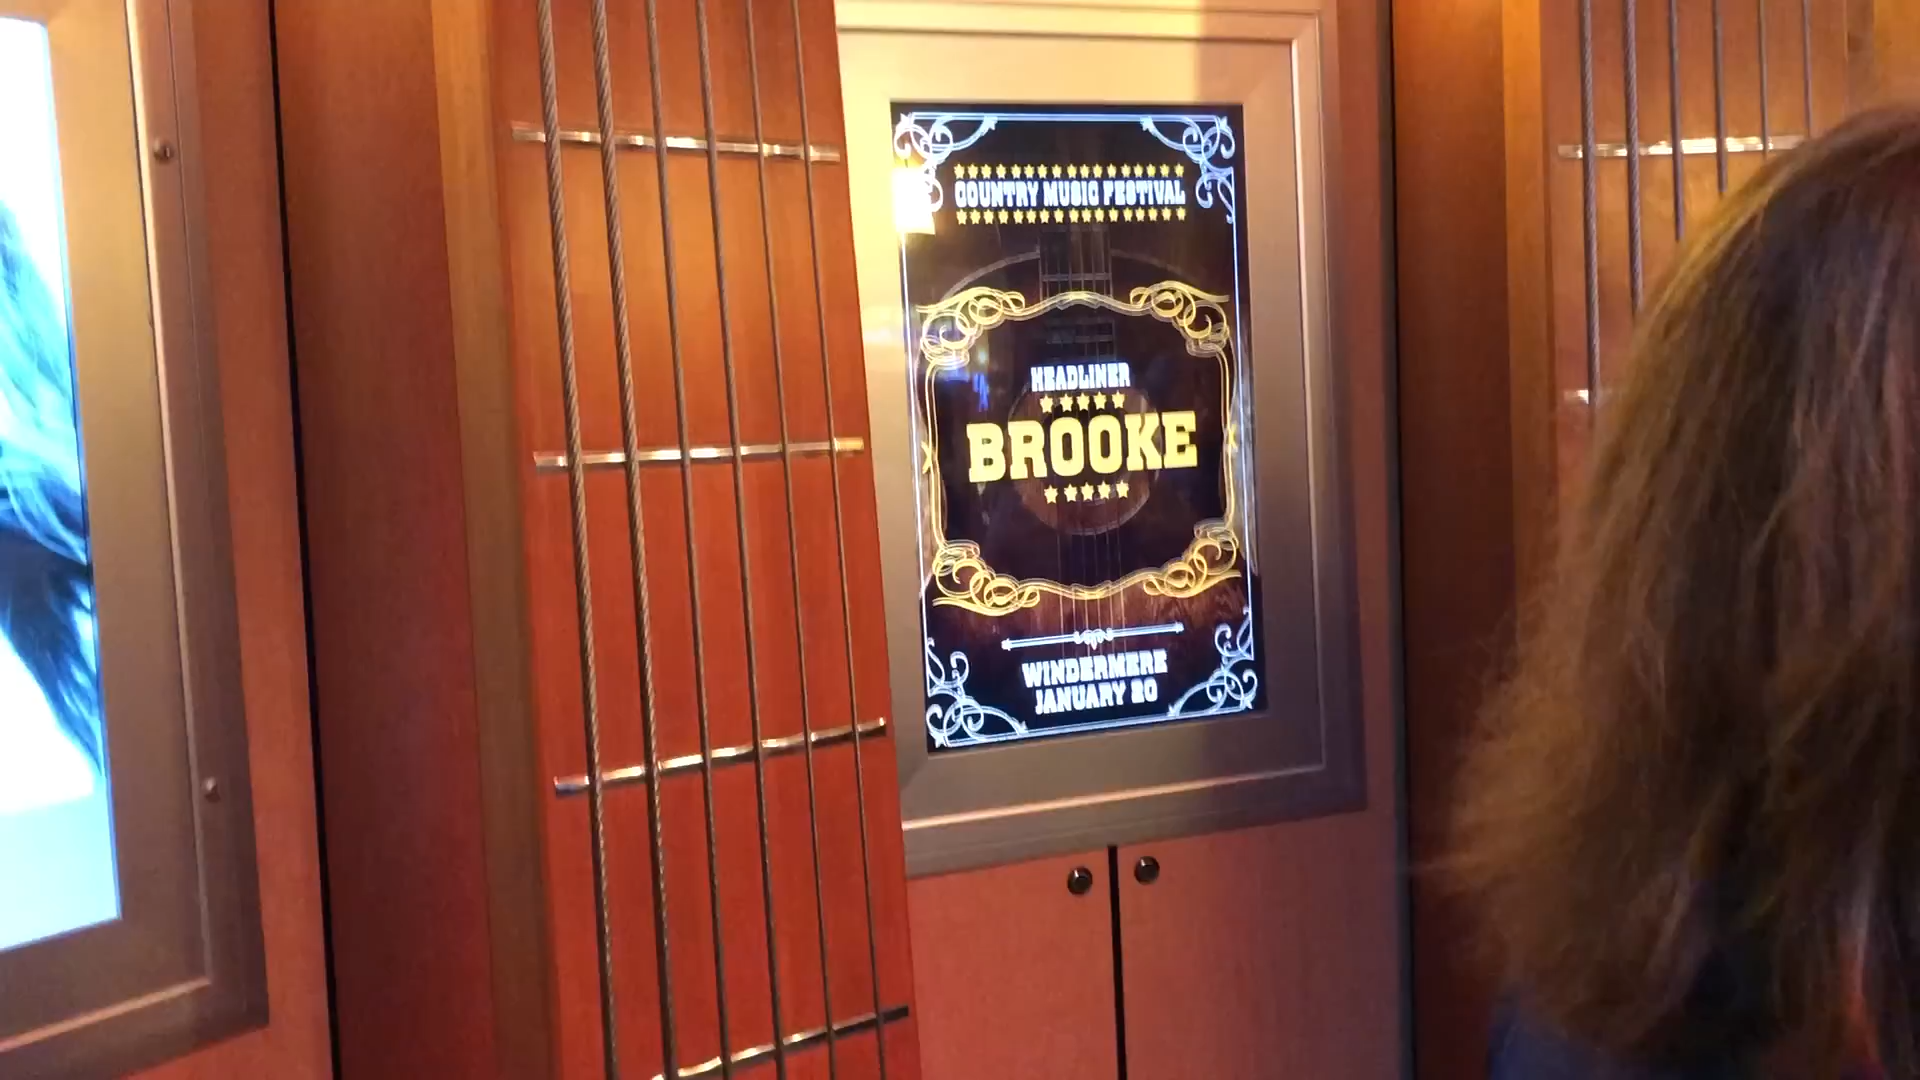 COUNTRY MUSIC FESTIVAL
HEADLINER
BROOKE
WINDERMERE
JANUARY 20